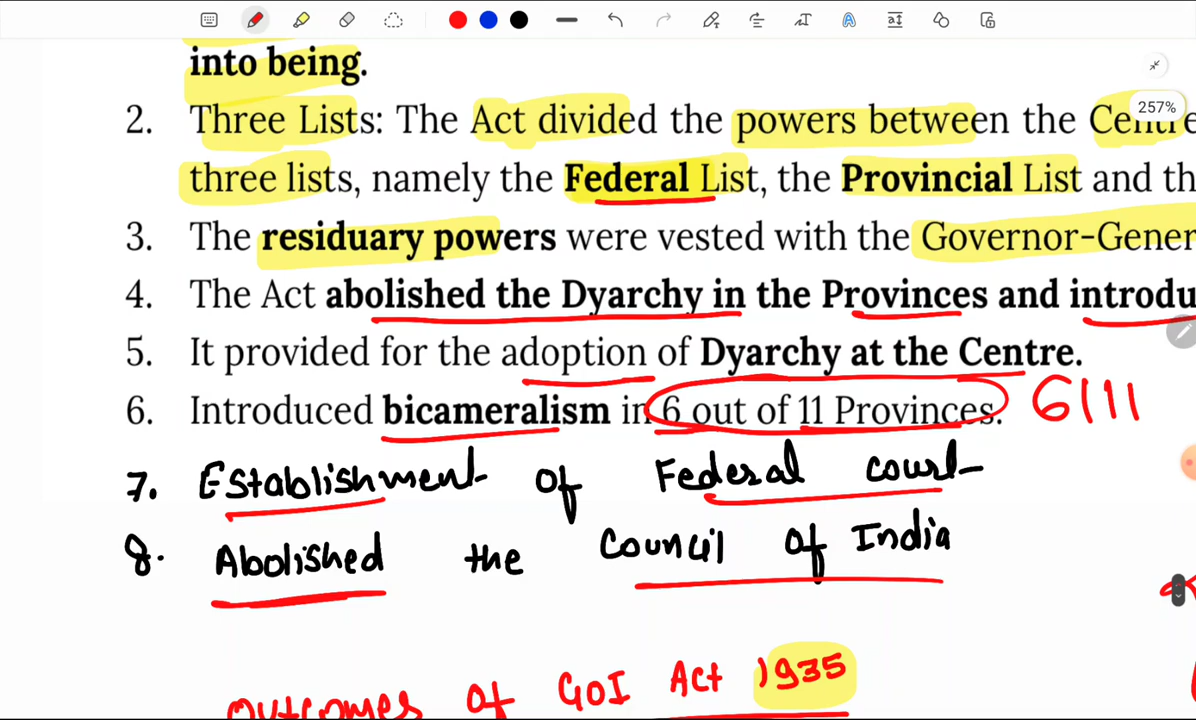 into being.
257%
2. Three Lists: The Act divided the powers between the Centre
three lists, namely the Federal List, the Provincial List and th
3. The residuary powers were vested with the Governor-Gener
4. The Act abolished the Dyarchy in the Provinces and introdu
5. It provided for the adoption of Dyarchy at the Centre.
6. Introduced bicameralism in 6 out of 11 Provinces. 6/11
7. Establishment of Federal court
8. Abolished the Council of India
Outcomes of GOI Act 1935